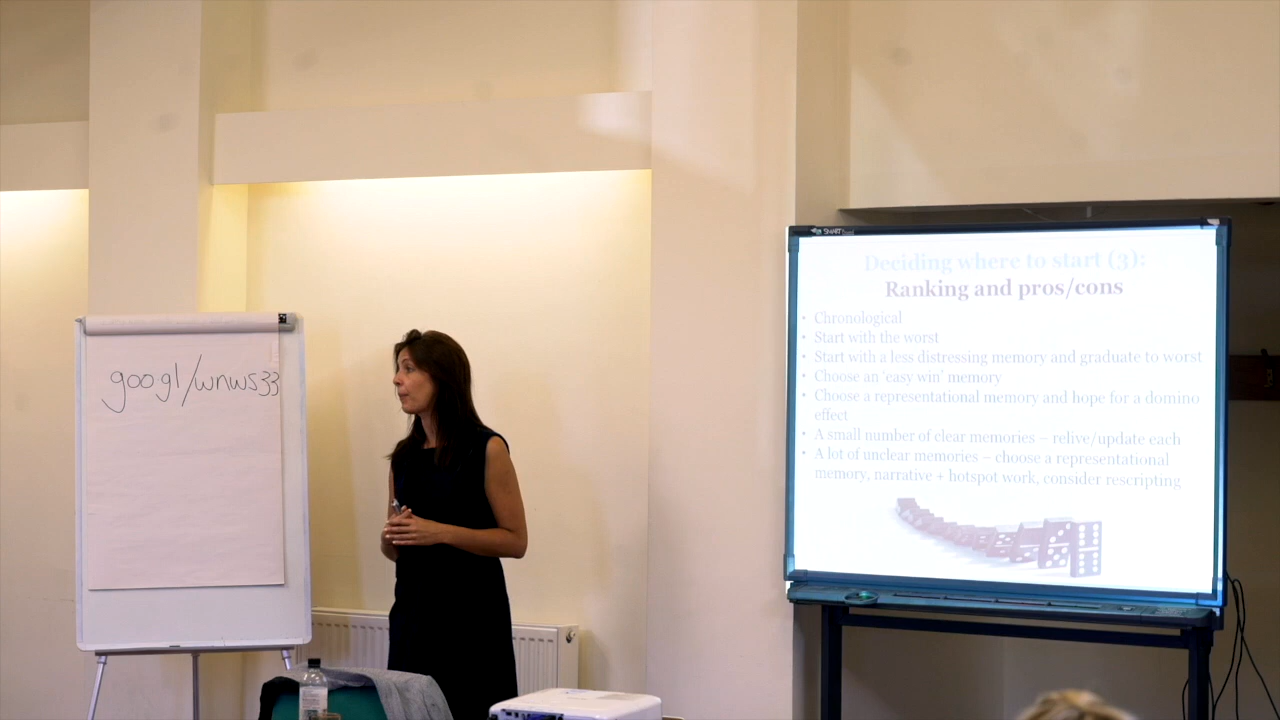 goo gl/wnws33
SMART
Deciding where to start (3):
Ranking and pros/cons
• Chronological
• Start with the worst
• Start with a less distressing memory and graduate to worst
• Choose an 'easy win' memory
• Choose a representational memory and hope for a domino
effect
• A small number of clear memories – relive/update each
• A lot of unclear memories – choose a representational
memory, narrative + hotspot work, consider rescripting